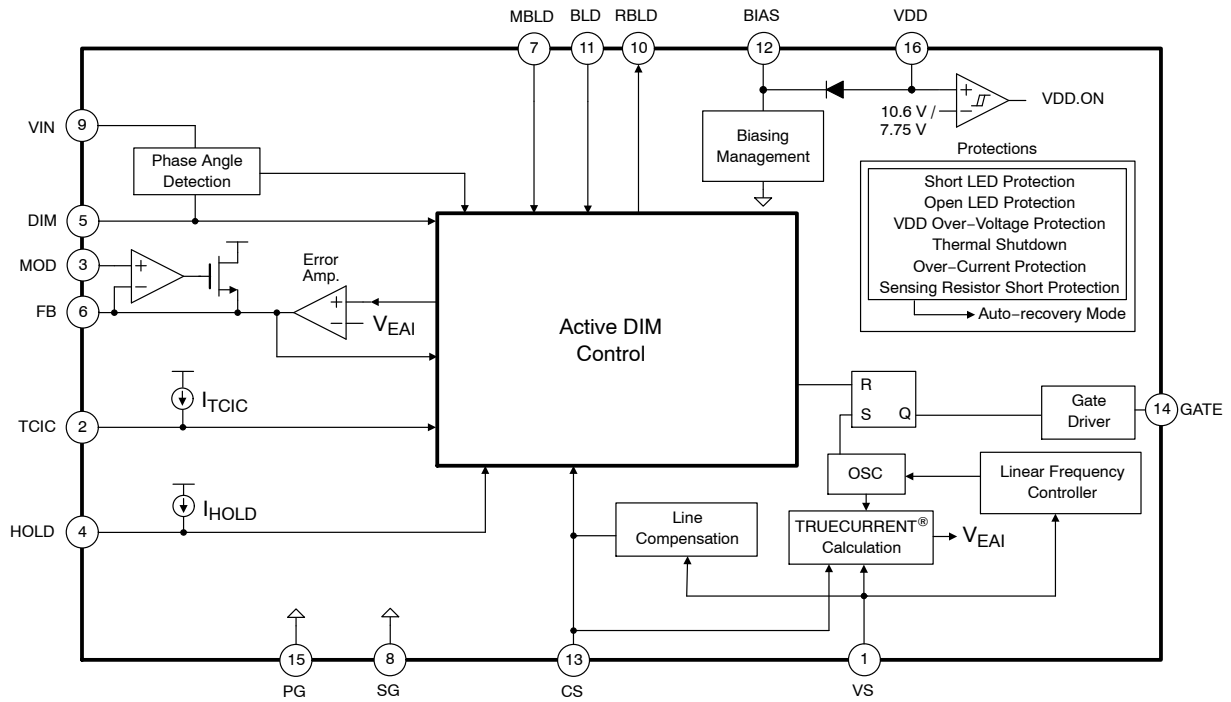 MBLD
BLD
RBLD
BIAS
VDD
7
11
10
12
16
VIN
9
Phase Angle
Detection
DIM
5
MOD
3
FB
6
+
−
Error
Amp.
+
−
VEAI
Active DIM
Control
Biasing
Management
10.6 V /
7.75 V
+
−
VDD.ON
Protections
Short LED Protection
Open LED Protection
VDD Over−Voltage Protection
Thermal Shutdown
Over−Current Protection
Sensing Resistor Short Protection
Auto−recovery Mode
TCIC
2
ITCIC
HOLD
4
IHOLD
R
S
Q
Gate
Driver
14
GATE
OSC
Linear Frequency
Controller
Line
Compensation
TRUECURRENT®
Calculation
VEAI
15
8
13
1
PG
SG
CS
VS